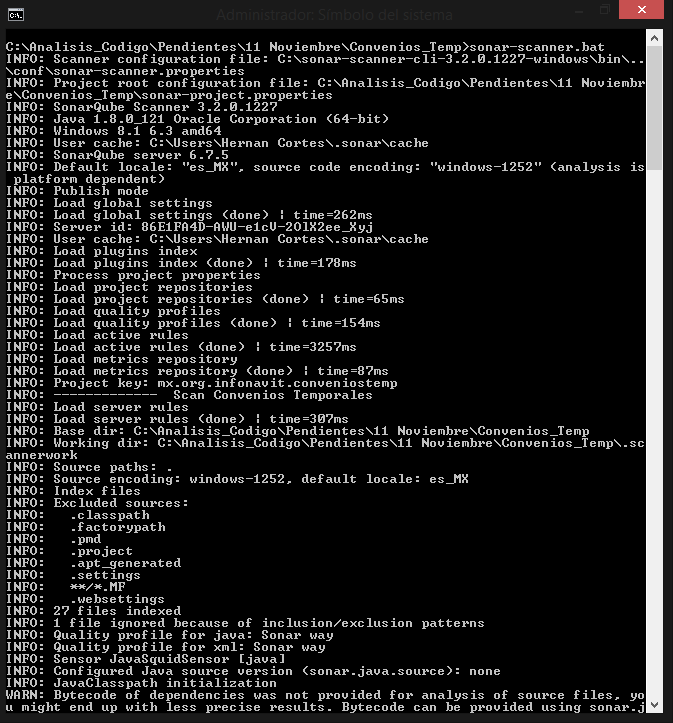 Administrador: Símbolo del sistema
C:\Analisis_Codigo\Pendientes\11 Noviembre\Convenios_Temp>sonar-scanner.bat
INFO: Scanner configuration file: C:\sonar-scanner-cli-3.2.0.1227-windows\bin\..
\conf\sonar-scanner.properties
INFO: Project root configuration file: C:\Analisis_Codigo\Pendientes\11 Noviembr
e\Convenios_Temp\sonar-project.properties
INFO: SonarQube Scanner 3.2.0.1227
INFO: Java 1.8.0_121 Oracle Corporation (64-bit)
INFO: Windows 8.1 6.3 amd64
INFO: User cache: C:\Users\Hernan Cortes\.sonar\cache
INFO: SonarQube server 6.7.5
INFO: Default locale: "es_MX", source code encoding: "windows-1252" (analysis is
 platform dependent)
INFO: Publish mode
INFO: Load global settings
INFO: Load global settings (done) ¦ time=262ms
INFO: Server id: 86E1FA4D-AWU-e1cV-2OlX2ee_Xyj
INFO: User cache: C:\Users\Hernan Cortes\.sonar\cache
INFO: Load plugins index
INFO: Load plugins index (done) ¦ time=178ms
INFO: Process project properties
INFO: Load project repositories
INFO: Load project repositories (done) ¦ time=65ms
INFO: Load quality profiles
INFO: Load quality profiles (done) ¦ time=154ms
INFO: Load active rules
INFO: Load active rules (done) ¦ time=3257ms
INFO: Load metrics repository
INFO: Load metrics repository (done) ¦ time=87ms
INFO: Project key: mx.org.infonavit.conveniostemp
INFO: -------------  Scan Convenios Temporales
INFO: Load server rules
INFO: Load server rules (done) ¦ time=307ms
INFO: Base dir: C:\Analisis_Codigo\Pendientes\11 Noviembre\Convenios_Temp
INFO: Working dir: C:\Analisis_Codigo\Pendientes\11 Noviembre\Convenios_Temp\.sc
annerwork
INFO: Source paths: .
INFO: Source encoding: windows-1252, default locale: es_MX
INFO: Index files
INFO: Excluded sources:
INFO:   .classpath
INFO:   .factorypath
INFO:   .pmd
INFO:   .project
INFO:   .apt_generated
INFO:   .settings
INFO:   **/*.MF
INFO:   .websettings
INFO: 27 files indexed
INFO: 1 file ignored because of inclusion/exclusion patterns
INFO: Quality profile for java: Sonar way
INFO: Quality profile for xml: Sonar way
INFO: Sensor JavaSquidSensor [java]
INFO: Configured Java source version (sonar.java.source): none
INFO: JavaClasspath initialization
WARN: Bytecode of dependencies was not provided for analysis of source files, yo
u might end up with less precise results. Bytecode can be provided using sonar.j